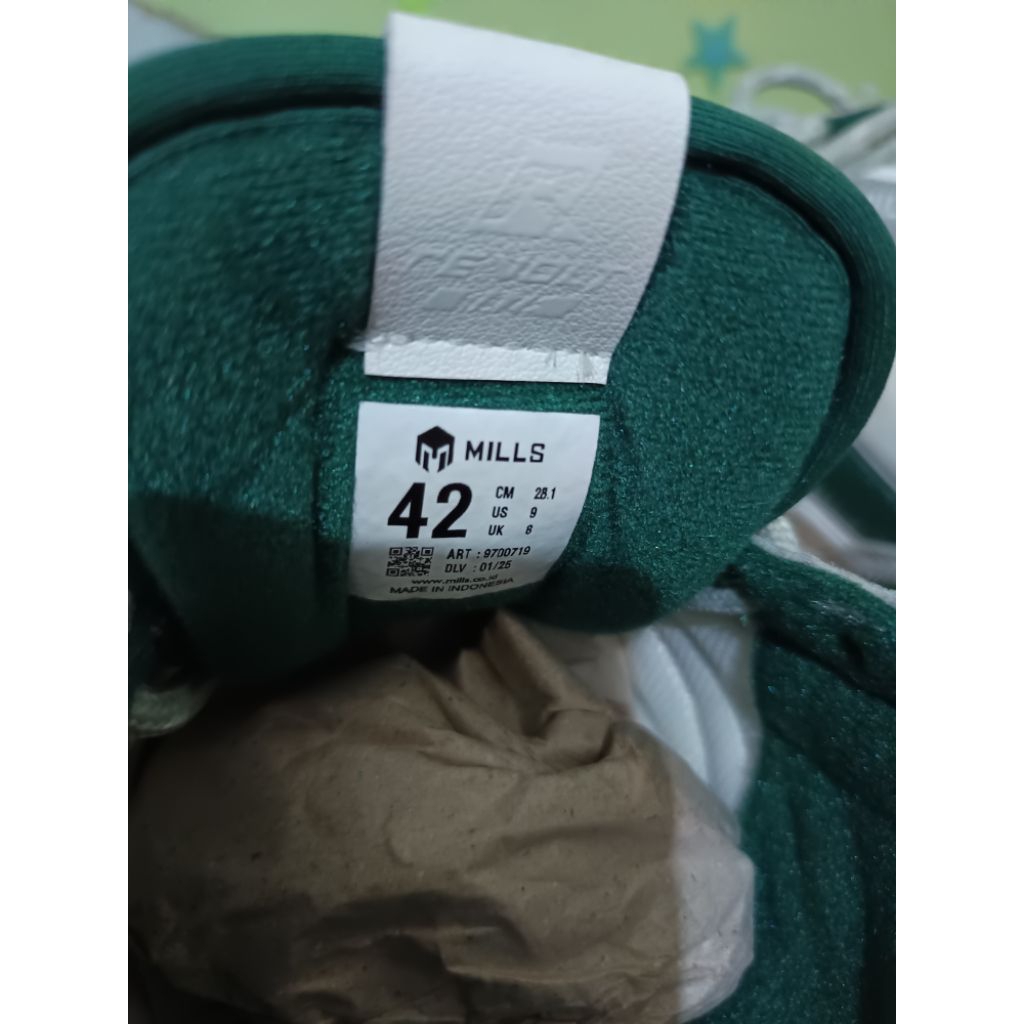 MILLS
42
CM 28.1
US 9
UK 8
ART : 9700719
DLV : 01/25
www.mills.co.id
MADE IN INDONESIA